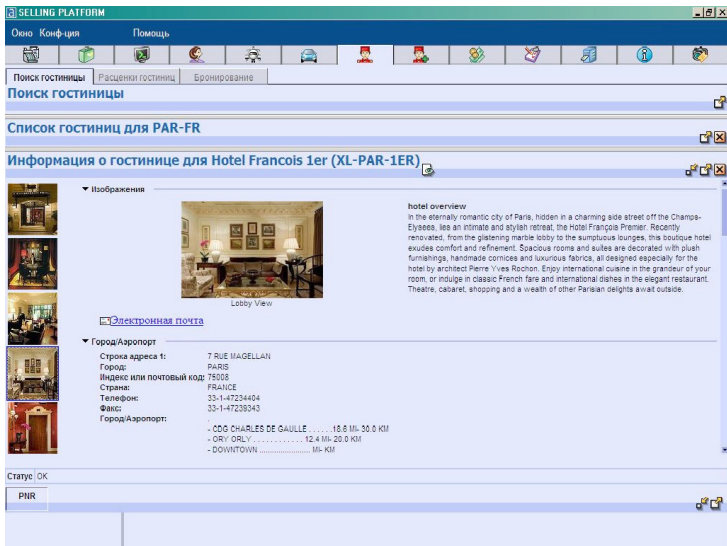 SELLING PLATFORM
Окно Конф-ция Помощь
Поиск гостиницы Расценки гостиниц Бронирование
Поиск гостиницы
Список гостиниц для PAR-FR
Информация о гостинице для Hotel Francois 1er (XL-PAR-1ER)
Изображения
hotel overview
In the eternally romantic city of Paris, hidden in a charming side street off the Champs-
Elyseea, lies an intimate and stylish retreat, the Hotel François Premier. Recently
renovated, from the glistening marble lobby to the sumptuous lounges, this boutique hotel
exudes comfort and refinement. Spacious rooms and suites are decorated with plush
furnishings, handmade cornices and luxurious fabrics, all designed especially for the
hotel by architect Pierre Yves Rochon. Enjoy international cuisine in the grandeur of your
room, or indulge in classic French fare and international dishes in the elegant restaurant.
Theatre, cabaret, shopping and a wealth of other Parisian delights await outside.
Lobby View
Электронная почта
Город/Аэропорт
Строка адреса 1: 7 RUE MAGELLAN
Город: PARIS
Индекс или почтовый код: 75008
Страна: FRANCE
Телефон: 33-1-47234404
Факс: 33-1-47239343
Город/Аэропорт: .
- CDG CHARLES DE GAULLE . . . . . . 18.6 MI- 30.0 KM
- ORY ORLY . . . . . . . . . . . . 12.4 MI- 20.0 KM
- DOWNTOWN ........................ MI- KM
Статус OK
PNR